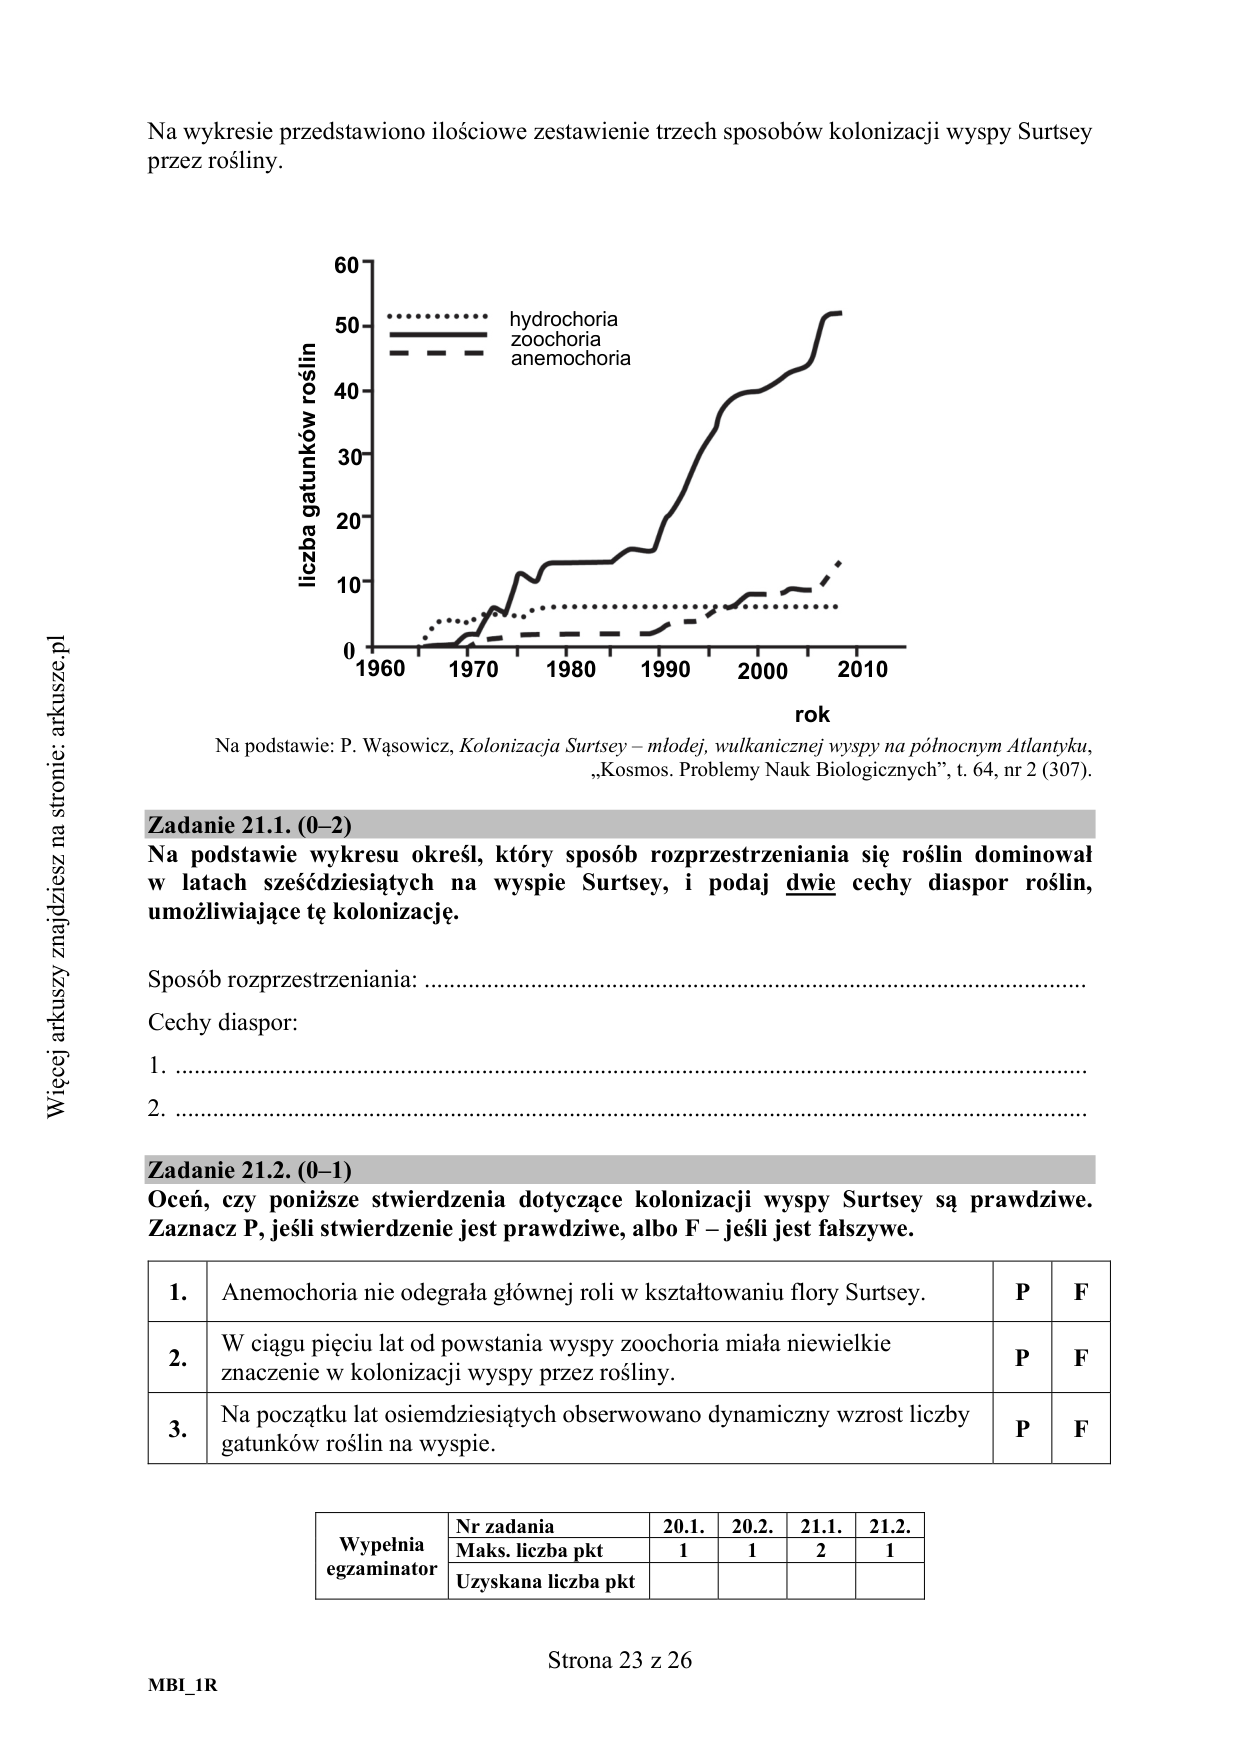 Na wykresie przedstawiono ilościowe zestawienie trzech sposobów kolonizacji wyspy Surtsey
przez rośliny.
60
50
40
30
20
10
0
liczba gatunków roślin
hydrochoria
zoochoria
anemochoria
1960 1970 1980 1990 2000 2010
rok
Na podstawie: P. Wąsowicz, Kolonizacja Surtsey – młodej, wulkanicznej wyspy na północnym Atlantyku,
„Kosmos. Problemy Nauk Biologicznych”, t. 64, nr 2 (307).
Zadanie 21.1. (0–2)
Na podstawie wykresu określ, który sposób rozprzestrzeniania się roślin dominował
w latach sześćdziesiątych na wyspie Surtsey, i podaj dwie cechy diaspor roślin,
umożliwiające tę kolonizację.
Sposób rozprzestrzeniania: ..........................................................................................................
Cechy diaspor:
1. ..................................................................................................................................................
2. ..................................................................................................................................................
Zadanie 21.2. (0–1)
Oceń, czy poniższe stwierdzenia dotyczące kolonizacji wyspy Surtsey są prawdziwe.
Zaznacz P, jeśli stwierdzenie jest prawdziwe, albo F – jeśli jest fałszywe.
1. Anemochoria nie odegrała głównej roli w kształtowaniu flory Surtsey. P F
2. W ciągu pięciu lat od powstania wyspy zoochoria miała niewielkie
znaczenie w kolonizacji wyspy przez rośliny. P F
3. Na początku lat osiemdziesiątych obserwowano dynamiczny wzrost liczby
gatunków roślin na wyspie. P F
Wypełnia
egzaminator
Nr zadania 20.1. 20.2. 21.1. 21.2.
Maks. liczba pkt 1 1 2 1
Uzyskana liczba pkt
Strona 23 z 26
MBI_1R
Więcej arkuszy znajdziesz na stronie: arkusze.pl